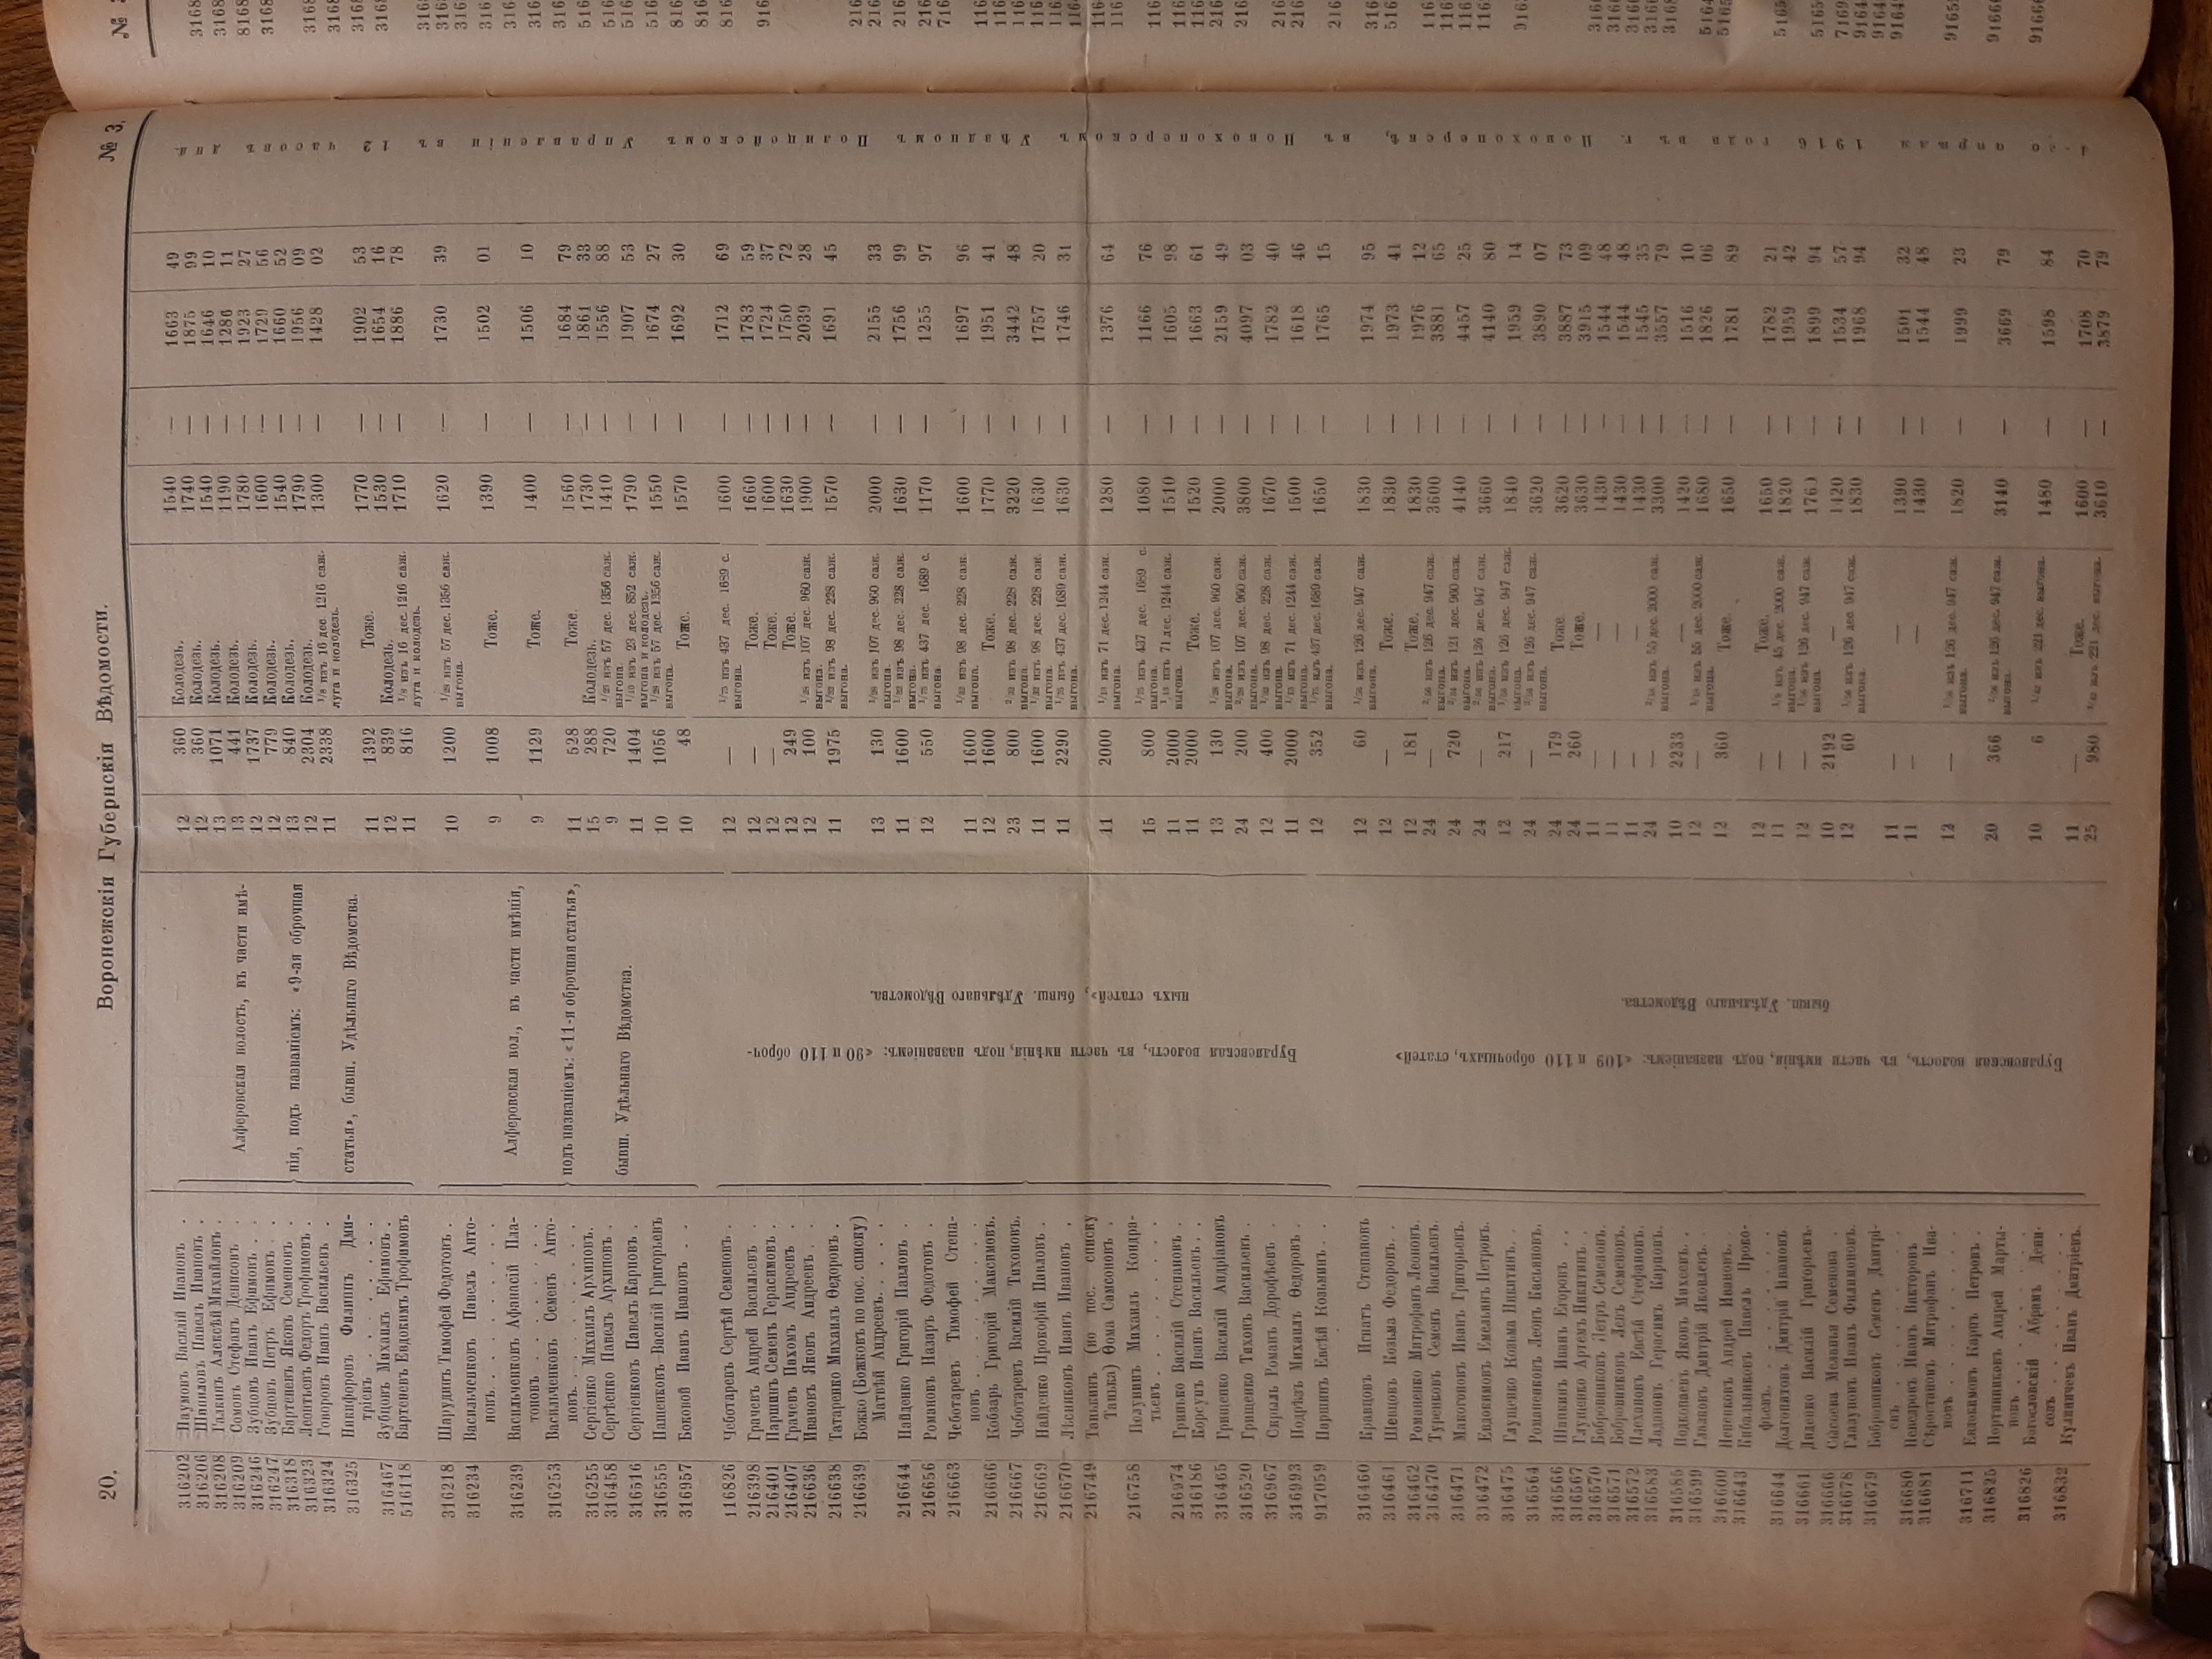 20.
Воронежскія Губернскія Вѣдомости.
№ 3.
316202 Наумовъ Василій Ивановъ . 12 360 Колодезь. 1540 — 1663 49
316206 Шипиловъ Павелъ Ивановъ . 12 360 Колодезь. 1740 — 1875 99
316208 Галкинъ Алексѣй Михайловъ . 13 1071 Колодезь. 1540 — 1646 10
316209 Сомовъ Стефанъ Денисовъ . 13 441 Колодезь. 1190 — 1286 11
316246 Зубцовъ Иванъ Ефимовъ . . 12 1737 Колодезь. 1780 — 1923 27
316247 Зубцовъ Петръ Ефимовъ . 12 779 Колодезь. 1600 — 1729 56
316318 Бартеневъ Яковъ Семеновъ . 13 840 Колодезь. 1540 — 1660 52
316323 Леонтьевъ Федоръ Трофимовъ . 12 2304 Колодезь. 1790 — 1956 09
316324 Говоровъ Иванъ Васильевъ . 11 2338 1/8 изъ 16 дес. 1216 саж. 1300 — 1428 02
луга и колодезь.
316325 Никифоровъ Филиппъ Дми-
тріевъ . . . . . . . 11 1392 Тоже. 1770 — 1902 53
316467 Зубцовъ Михаилъ Ефимовъ . 12 839 Колодезь. 1530 — 1654 16
516118 Бартеневъ Евдокимъ Трофимовъ 11 816 1/8 изъ 16 дес. 1216 саж. 1710 — 1886 78
луга и колодезь.
Алферовская волость, въ части имѣ-
нія, подъ названіемъ: «9-ая оброчная
статья», бывш. Удѣльнаго Вѣдомства.
316218 Шарудинъ Тимофей Федотовъ . 10 1200 1/28 изъ 57 дес. 1356 саж. 1620 — 1730 39
выгона.
316234 Васильченковъ Павелъ Анто-
новъ. . . . . . . . . 9 1008 Тоже. 1390 — 1502 01
316239 Васильченковъ Афанасій Пла-
тоновъ . . . . . . . 9 1129 Тоже. 1400 — 1506 10
316253 Васильченковъ Семенъ Анто-
новъ. . . . . . . . . 11 528 Тоже. 1560 — 1684 79
316255 Сергіенко Михаилъ Архиповъ. 15 288 Колодезь. 1730 — 1861 33
316458 Сергѣенко Павелъ Архиповъ . 9 720 1/28 изъ 57 дес. 1356 саж. 1410 — 1556 88
выгона.
316516 Сергіенковъ Павелъ Карповъ . 11 1404 1/10 изъ 23 дес. 852 саж. 1790 — 1907 53
выгона и колодезь.
316555 Пащенковъ Василій Григорьевъ 10 1056 1/28 изъ 57 дес. 1356 саж. 1550 — 1674 27
выгона.
316957 Боковой Иванъ Ивановъ . . 10 48 Тоже. 1570 — 1692 30
Алферовская вол., въ части имѣнія,
подъ названіемъ: «11-я оброчная статья»,
бывш. Удѣльнаго Вѣдомства.
116826 Чеботаревъ Сергѣй Семеновъ . 12 — 1/75 изъ 437 дес. 1689 с. 1600 — 1712 69
выгона.
216398 Грачевъ Андрей Васильевъ . 12 — Тоже. 1660 — 1783 59
216401 Паршинъ Семенъ Герасимовъ . 12 — Тоже. 1600 — 1724 37
216407 Грачевъ Пахомъ Андреевъ . 12 249 Тоже. 1630 — 1750 72
216636 Ивановъ Яковъ Андреевъ . . 12 100 1/28 изъ 107 дес. 960 саж. 1900 — 2039 28
выгона.
216638 Татаренко Михаилъ Ѳедоровъ . 11 1975 1/32 изъ 98 дес. 228 саж. 1570 — 1691 45
выгона.
216639 Божко (Божковъ по пос. списку)
Матвѣй Андреевъ. . . . . 13 130 1/28 изъ 107 дес. 960 саж. 2000 — 2155 33
выгона.
216644 Найденко Григорій Павловъ . 11 1600 1/32 изъ 98 дес. 228 саж. 1630 — 1756 99
выгона.
216656 Романовъ Назаръ Федотовъ . 12 550 1/75 изъ 437 дес. 1689 с. 1170 — 1255 97
выгона.
216663 Чеботаревъ Тимофей Степа-
новъ . . . . . . . . . 11 1600 1/32 изъ 98 дес. 228 саж. 1600 — 1697 96
выгона.
216666 Кобзарь Григорій Максимовъ. 12 1600 Тоже. 1770 — 1951 41
216667 Чеботаревъ Василій Тихоновъ. 23 800 2/32 изъ 98 дес. 228 саж. 3220 — 3442 48
выгона.
216669 Найденко Прокофій Павловъ . 11 1600 1/32 изъ 98 дес. 228 саж. 1630 — 1757 20
выгона.
216670 Лѣсниковъ Иванъ Ивановъ . 11 2290 1/75 изъ 437 дес. 1689 саж. 1630 — 1746 31
выгона.
216749 Танькинъ (по пос. списку
Танька) Ѳома Самсоновъ . 11 2000 1/18 изъ 71 дес. 1244 саж. 1280 — 1376 64
выгона.
216758 Полунинъ Михаилъ Кондра-
тьевъ . . . . . . . . . 15 800 1/75 изъ 437 дес. 1689 с. 1080 — 1166 76
выгона.
216974 Гринько Василій Степановъ . 11 2000 1/18 изъ 71 дес. 1244 саж. 1510 — 1605 98
выгона.
316186 Корсунъ Иванъ Васильевъ . . 11 2000 Тоже. 1520 — 1663 61
316465 Грищенко Василій Андріановъ 13 130 1/28 изъ 107 дес. 960 саж. 2000 — 2159 49
выгона.
316520 Грищенко Тихонъ Васильевъ . 24 200 2/28 изъ 107 дес. 960 саж. 3800 — 4097 03
выгона.
316967 Скрыль Романъ Дорофѣевъ . 12 400 1/32 изъ 98 дес. 228 саж. 1670 — 1782 40
выгона.
316993 Подрѣзъ Михаилъ Ѳедоровъ . 11 2000 изъ 71 дес. 1244 саж. 1500 — 1618 46
выгона.
917059 Паршинъ Евсѣй Козьминъ . . 12 352 1/75 изъ 437 дес. 1689 саж. 1650 — 1765 15
выгона.
Бурляевская волость, въ части имѣнія, подъ названіемъ: «90 и 110 оброч-
ныхъ статей», бывш. Удѣльнаго Вѣдомства.
316460 Кравцовъ Игнатъ Степановъ 12 60 1/56 изъ 126 дес. 947 саж. 1830 — 1974 95
выгона.
316461 Шевцовъ Козьма Федоровъ. . 12 — Тоже. 1830 — 1973 41
316462 Романенко Митрофанъ Леоновъ. 12 181 Тоже. 1830 — 1976 12
316470 Туренковъ Семенъ Васильевъ. 24 — 2/56 изъ 126 дес. 947 саж. 3600 — 3881 65
выгона.
316471 Макогоновъ Иванъ Григорьевъ. 24 720 изъ 121 дес. 960 саж. 4140 — 4457 25
выгона.
316472 Евдокимовъ Емельянъ Петровъ. 24 — 2/56 изъ 126 дес. 947 саж. 3660 — 4140 80
выгона.
316475 Глущенко Козьма Никитинъ. . 12 217 1/56 изъ 126 дес. 947 саж. 1840 — 1959 14
выгона.
316564 Романенковъ Леонъ Касьяновъ. 24 — 2/56 изъ 126 дес. 947 саж. 3620 — 3890 07
выгона.
316566 Шапкинъ Иванъ Егоровъ . . 24 179 Тоже. 3620 — 3887 73
316567 Глущенко Артемъ Никитинъ . 24 260 Тоже. 3630 — 3915 09
316570 Бобровниковъ Петръ Семеновъ. 11 — — 1430 — 1544 48
316571 Бобровниковъ Левъ Семеновъ. 11 — — 1430 — 1544 48
316572 Плехановъ Евсѣй Стефановъ. 11 — — 1430 — 1545 35
316583 Ладановъ Герасимъ Карповъ. 24 — изъ 55 дес. 2000 саж. 3300 — 3557 79
выгона.
316585 Подкопаевъ Яковъ Михеевъ. . 10 2233 — 1420 — 1516 10
316599 Глазковъ Дмитрій Яковлевъ. 12 — изъ 55 дес. 2000 саж. 1680 — 1826 06
выгона.
316600 Непенковъ Андрей Ивановъ. 12 360 Тоже. 1650 — 1781 89
316643 Кибальниковъ Павелъ Проко-
фьевъ. . . . . . . . 12 — Тоже. 1650 — 1782 21
316644 Долгопятовъ Дмитрій Ивановъ. 11 — изъ 45 дес. 2000 саж. 1820 — 1959 42
выгона.
316661 Диденко Василій Григорьевъ. 12 — 1/56 изъ 126 дес. 947 саж. 1760 — 1899 94
выгона.
316666 Сысоева Меланья Семенова . 10 2192 — 1420 — 1534 57
316678 Глазуновъ Иванъ Филимоновъ. 12 60 1/56 изъ 126 дес. 947 саж. 1830 — 1968 94
выгона.
316679 Бобровниковъ Семенъ Дмитрі-
евъ . . . . . . . . 11 — — 1390 — 1501 32
316680 Иванъ Викторовъ 11 — — 1430 — 1544 48
316681 Сѣростановъ Митрофанъ Ива-
новъ . . . . . . . . 12 — 1/56 изъ 126 дес. 947 саж. 1820 — 1999 23
выгона.
316711 Евдокимовъ Карпъ Петровъ . 20 366 2/56 изъ 126 дес. 947 саж. 3140 — 3669 79
выгона.
316825 Портянниковъ Андрей Марты-
новъ . . . . . . . . 10 6 1/42 изъ 221 дес. выгона. 1480 — 1598 84
316826 Богословскій Абрамъ Дени-
совъ . . . . . . . . 11 — Тоже. 1600 — 1708 70
316832 Кулиничевъ Иванъ Дмитріевъ. 25 980 изъ 221 дес. выгона. 3610 — 3879 79
Бурляевская волость, въ части имѣнія, подъ названіемъ: «109 и 110 оброчныхъ, статей»
бывш. Удѣльнаго Вѣдомства.
1-го апрѣля 1916 года въ г. Новохоперскѣ, въ Новохоперскомъ Уѣздномъ Полицейскомъ Управленіи въ 12 часовъ дня.
№